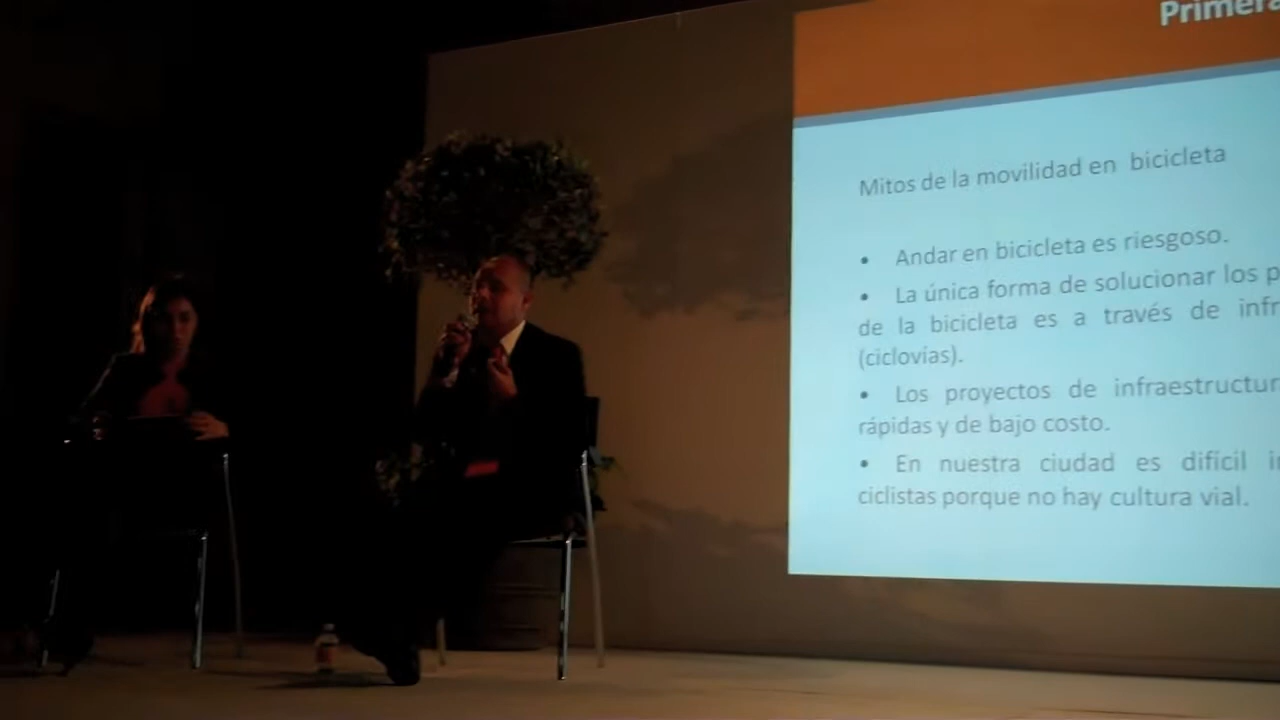 Primera
Mitos de la movilidad en bicicleta
• Andar en bicicleta es riesgoso.
• La única forma de solucionar los p
de la bicicleta es a través de infr
(ciclovías).
• Los proyectos de infraestructur
rápidas y de bajo costo.
• En nuestra ciudad es difícil i
ciclistas porque no hay cultura vial.